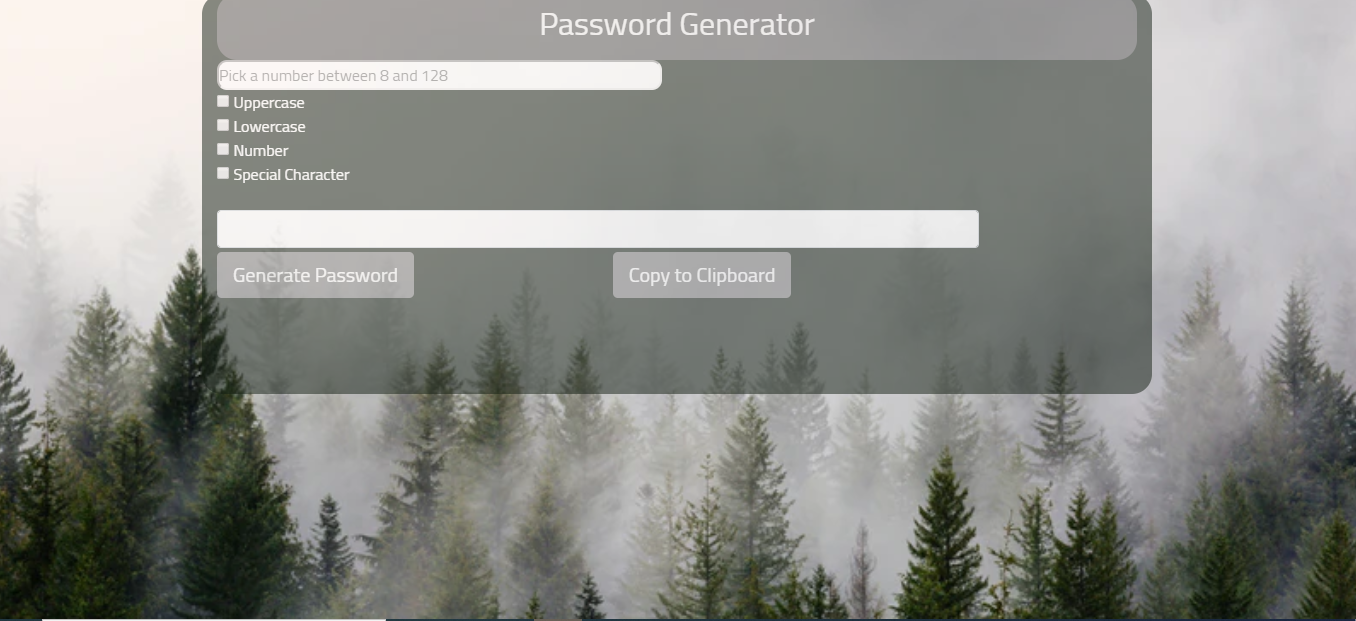 Password Generator
Pick a number between 8 and 128
Uppercase
Lowercase
Number
Special Character
Generate Password
Copy to Clipboard